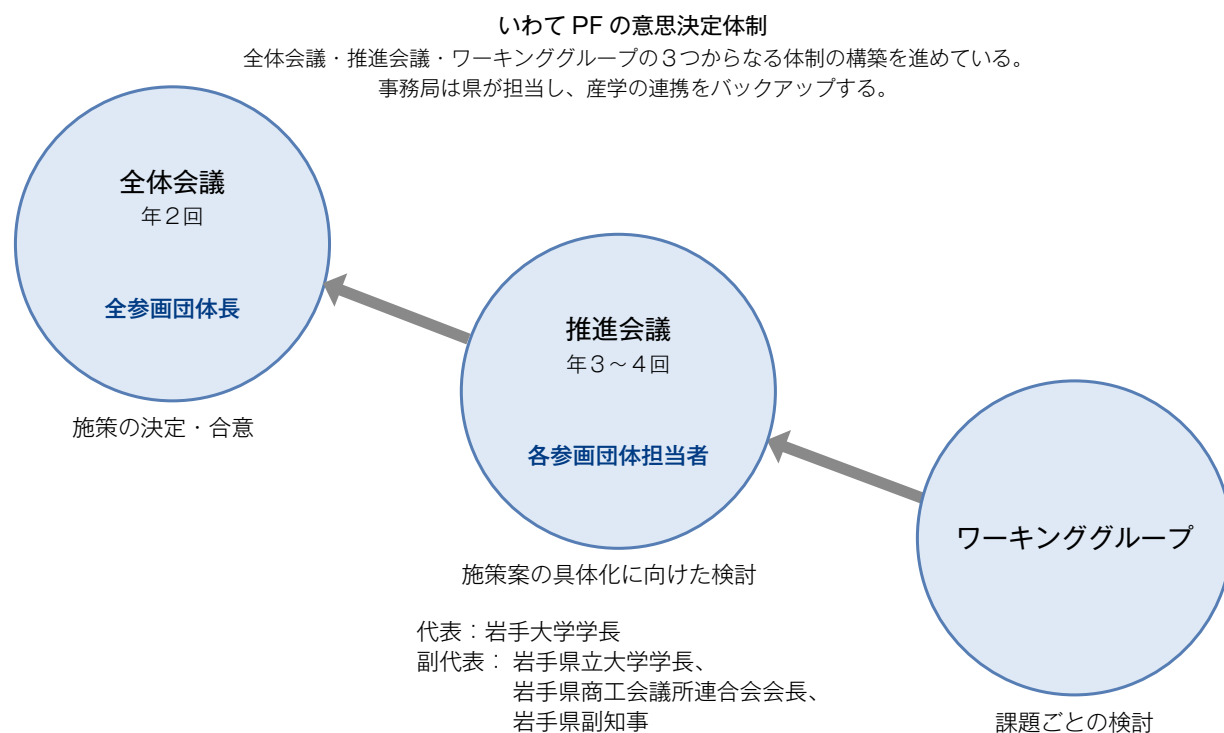 いわて PF の意思決定体制
全体会議・推進会議・ワーキンググループの３つからなる体制の構築を進めている。
事務局は県が担当し、産学の連携をバックアップする。
全体会議
年２回
全参画団体長
施策の決定・合意
推進会議
年３～４回
各参画団体担当者
施策案の具体化に向けた検討
代表：岩手大学学長
副代表： 岩手県立大学学長、
岩手県商工会議所連合会会長、
岩手県副知事
ワーキンググループ
課題ごとの検討